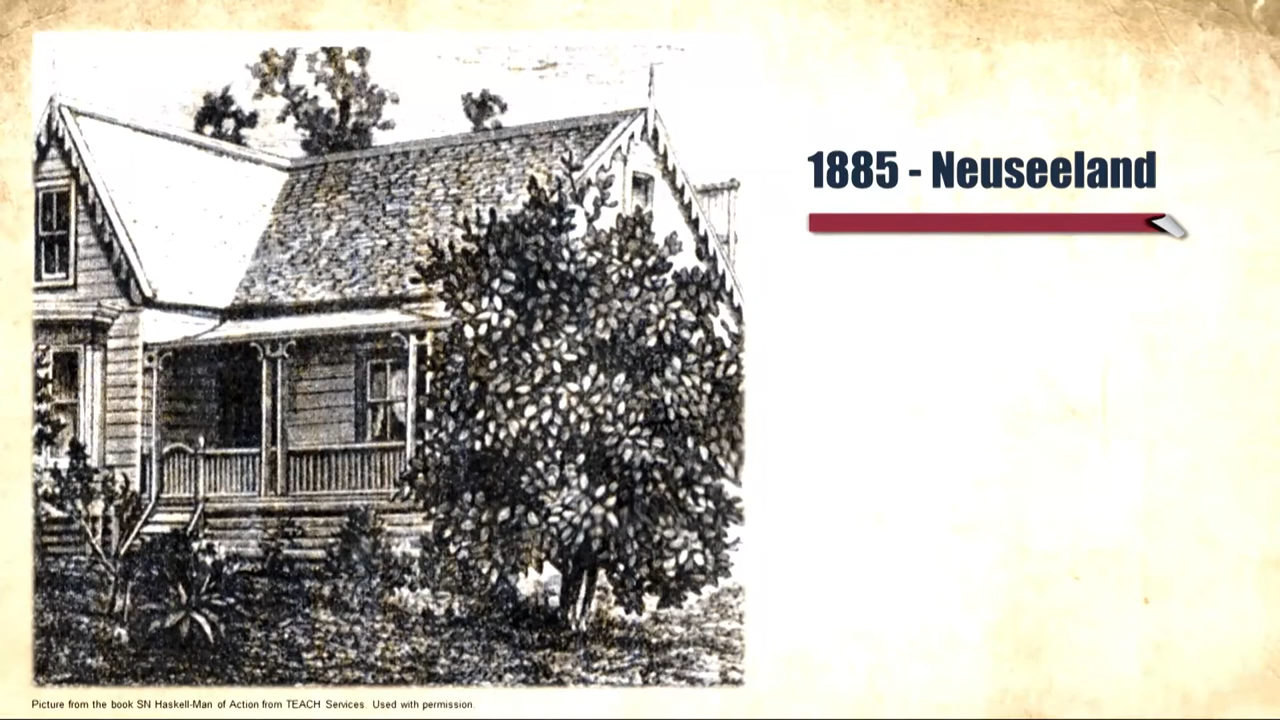 1885 - Neuseeland
Picture from the book SN Haskell-Man of Action from TEACH Services. Used with permission.